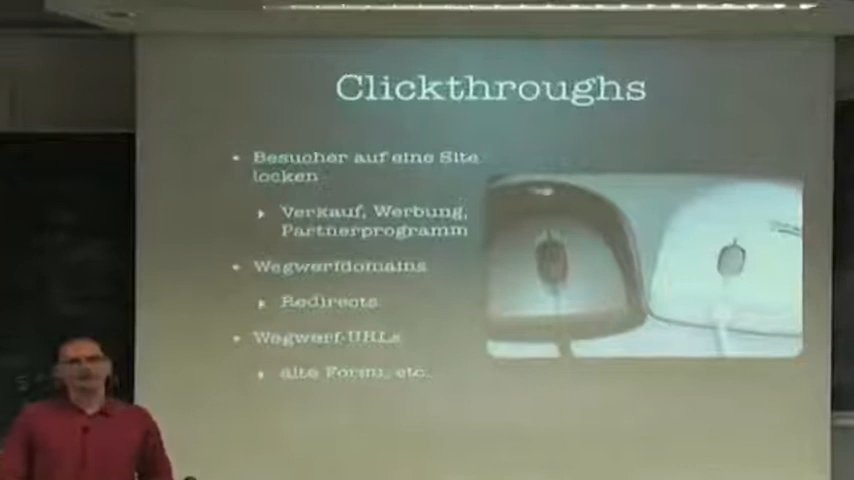 Clickthroughs
• Besucher auf eine Site
locken
▸ Verkauf, Werbung,
Partnerprogramm
• Wegwerfdomains
▸ Redirects
• Wegwerf-URLs
▸ alte Foren, etc.